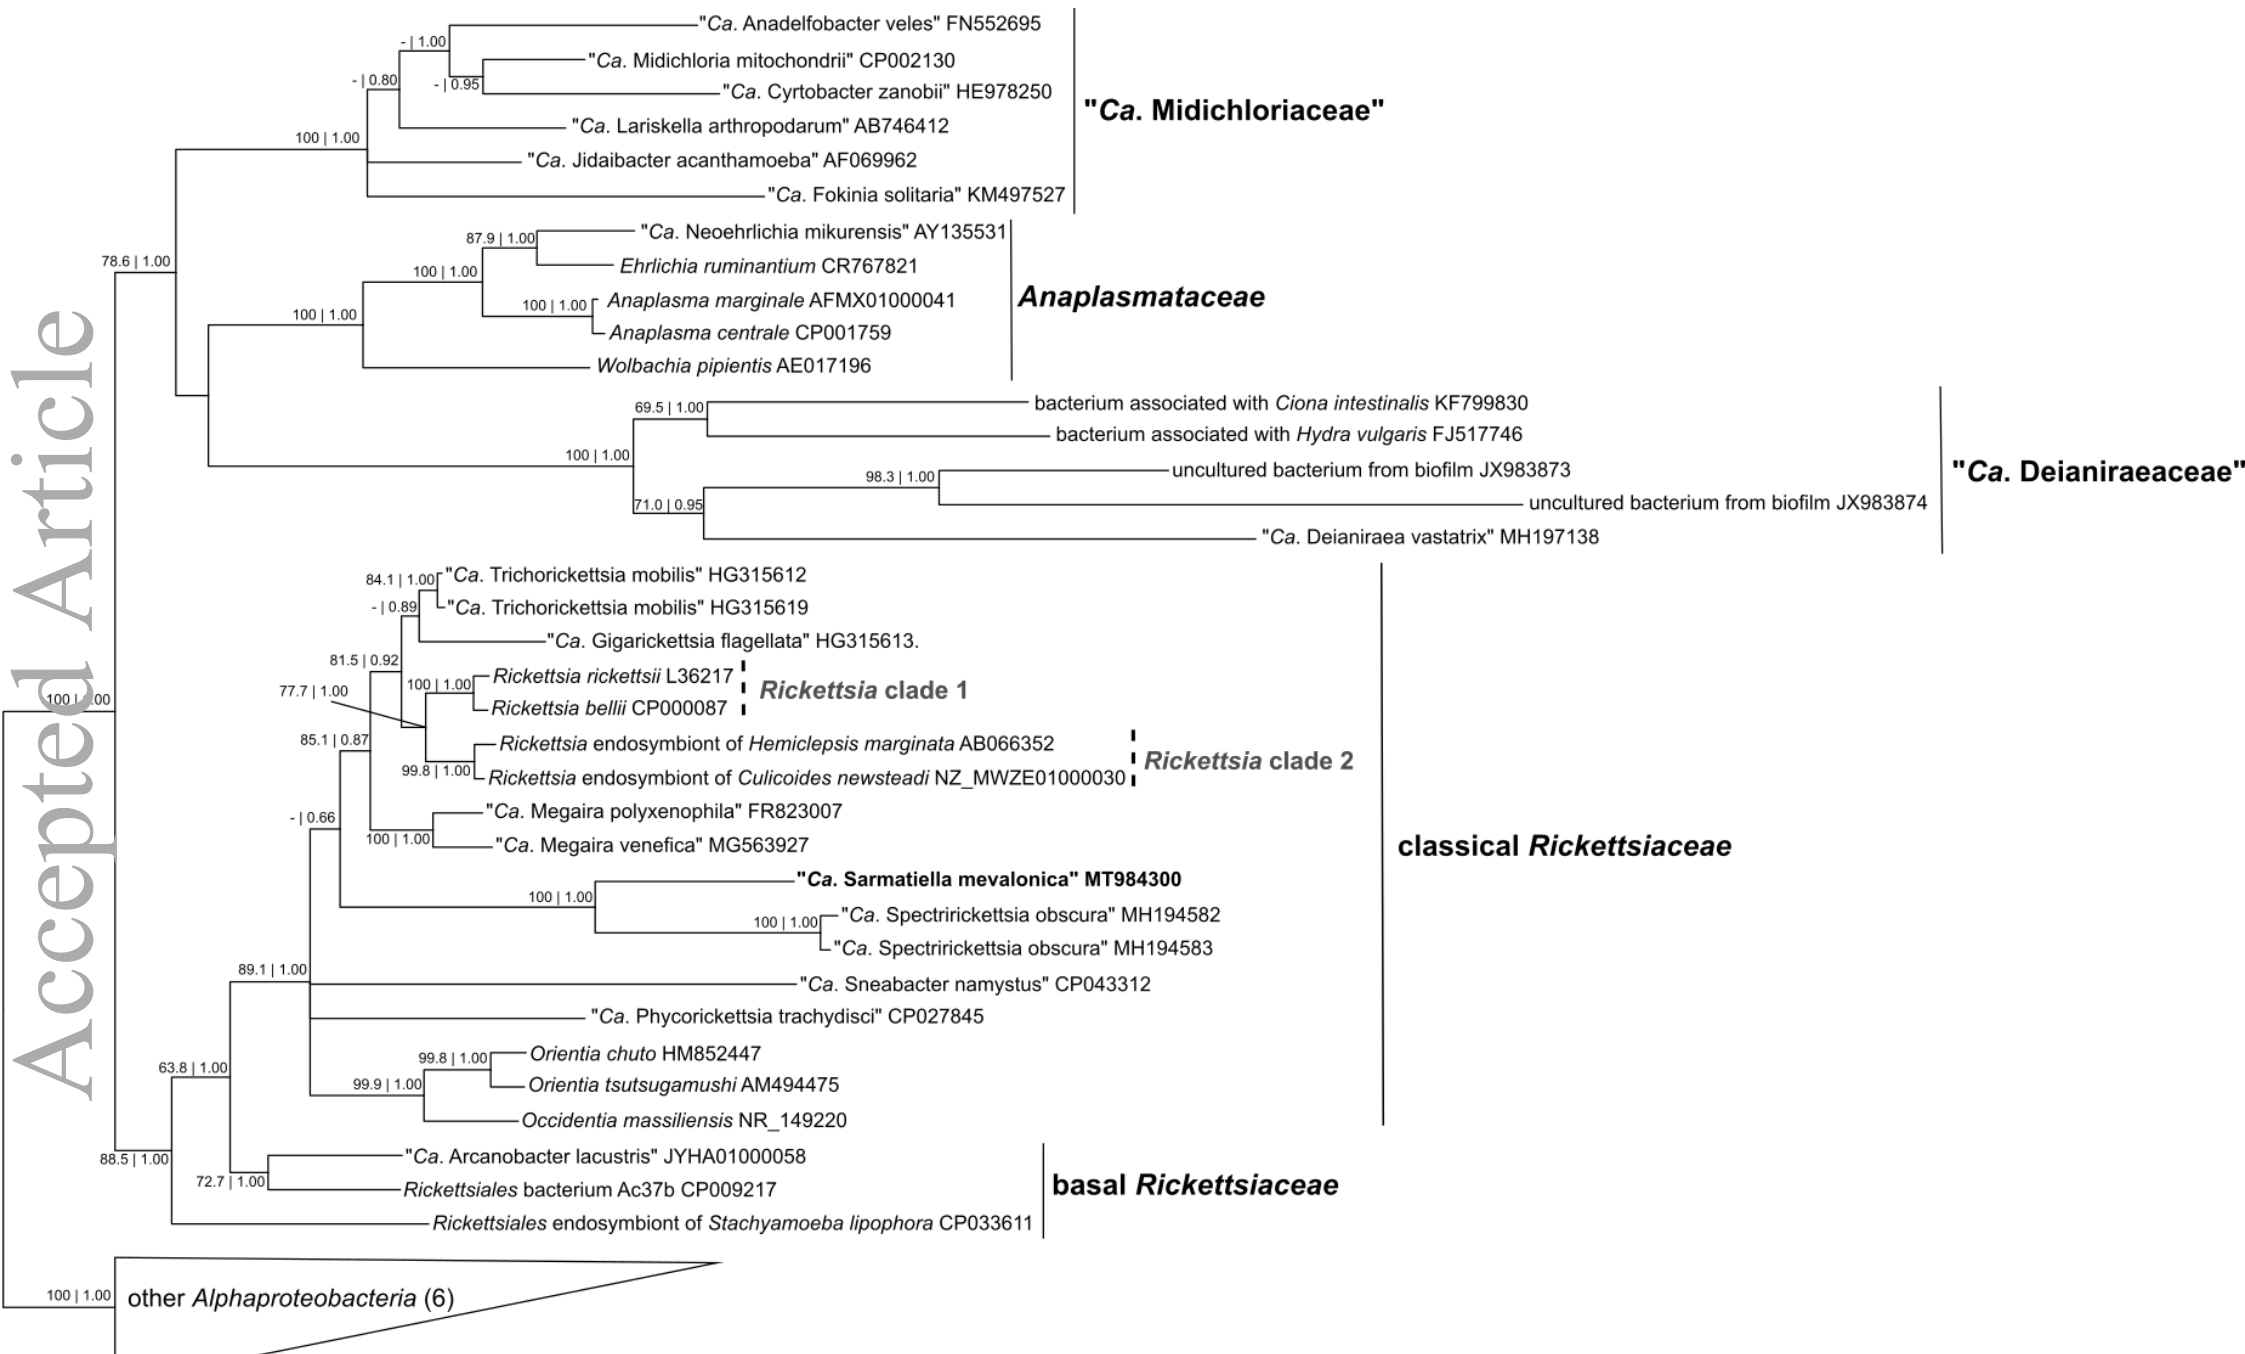 "Ca. Anadelfobacter veles" FN552695
- | 1.00
"Ca. Midichloria mitochondrii" CP002130
- | 0.80
- | 0.95
"Ca. Cyrtobacter zanobii" HE978250
"Ca. Midichloriaceae"
"Ca. Lariskella arthropodarum" AB746412
100 | 1.00
"Ca. Jidaibacter acanthamoeba" AF069962
"Ca. Fokinia solitaria" KM497527
"Ca. Neoehrlichia mikurensis" AY135531
87.9 | 1.00
78.6 | 1.00
Ehrlichia ruminantium CR767821
100 | 1.00
Anaplasma marginale AFMX01000041
Anaplasmataceae
100 | 1.00
100 | 1.00
Anaplasma centrale CP001759
Wolbachia pipientis AE017196
bacterium associated with Ciona intestinalis KF799830
69.5 | 1.00
bacterium associated with Hydra vulgaris FJ517746
100 | 1.00
uncultured bacterium from biofilm JX983873
"Ca. Deianiraeaceae"
98.3 | 1.00
uncultured bacterium from biofilm JX983874
71.0 | 0.95
"Ca. Deianiraea vastatrix" MH197138
"Ca. Trichorickettsia mobilis" HG315612
84.1 | 1.00
- | 0.89
"Ca. Trichorickettsia mobilis" HG315619
"Ca. Gigarickettsia flagellata" HG315613.
81.5 | 0.92
Rickettsia rickettsii L36217
100 | 1.00
77.7 | 1.00
Rickettsia clade 1
100 | 1.00
Rickettsia bellii CP000087
85.1 | 0.87
Rickettsia endosymbiont of Hemiclepsis marginata AB066352
Rickettsia clade 2
99.8 | 1.00
Rickettsia endosymbiont of Culicoides newsteadi NZ_MWZE01000030
"Ca. Megaira polyxenophila" FR823007
- | 0.66
100 | 1.00
"Ca. Megaira venefica" MG563927
classical Rickettsiaceae
"Ca. Sarmatiella mevalonica" MT984300
100 | 1.00
"Ca. Spectririckettsia obscura" MH194582
100 | 1.00
"Ca. Spectririckettsia obscura" MH194583
89.1 | 1.00
"Ca. Sneabacter namystus" CP043312
"Ca. Phycorickettsia trachydisci" CP027845
Orientia chuto HM852447
99.8 | 1.00
63.8 | 1.00
99.9 | 1.00
Orientia tsutsugamushi AM494475
Occidentia massiliensis NR_149220
88.5 | 1.00
"Ca. Arcanobacter lacustris" JYHA01000058
72.7 | 1.00
Rickettsiales bacterium Ac37b CP009217
basal Rickettsiaceae
Rickettsiales endosymbiont of Stachyamoeba lipophora CP033611
100 | 1.00
other Alphaproteobacteria (6)
Accepted Article